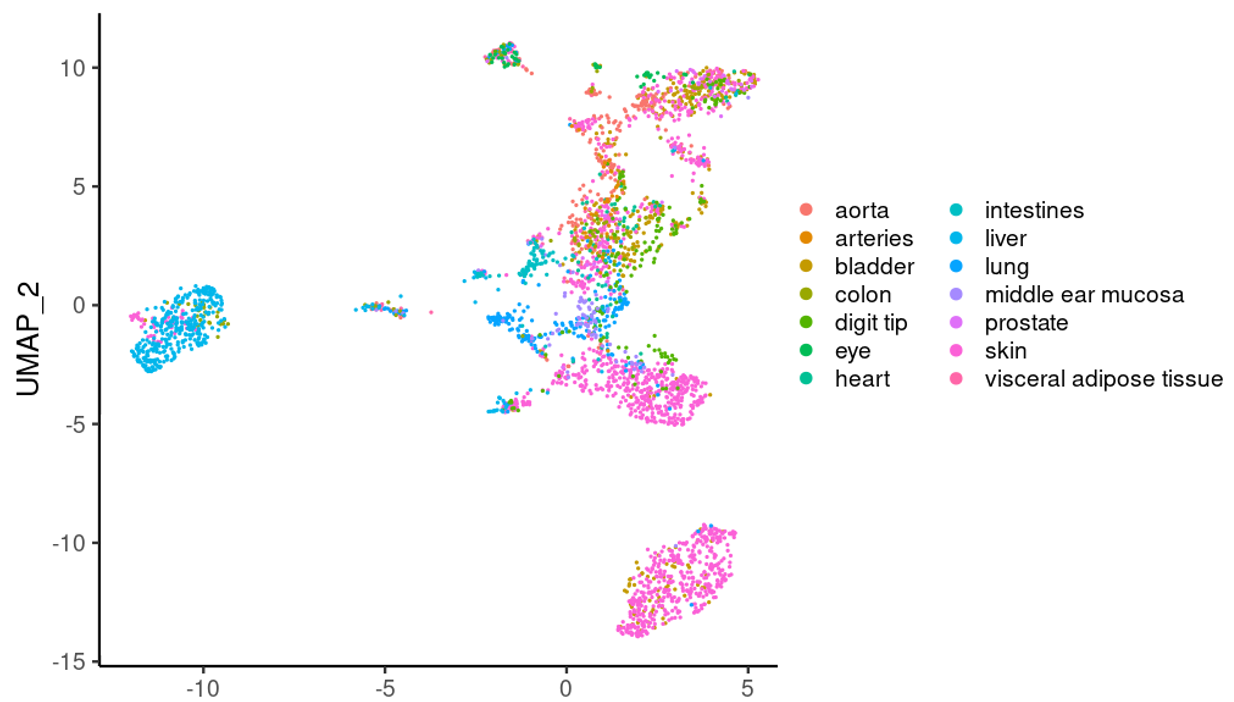 UMAP_2
10
5
0
-5
-10
-15
-10
-5
0
5
aorta
arteries
bladder
colon
digit tip
eye
heart
intestines
liver
lung
middle ear mucosa
prostate
skin
visceral adipose tissue